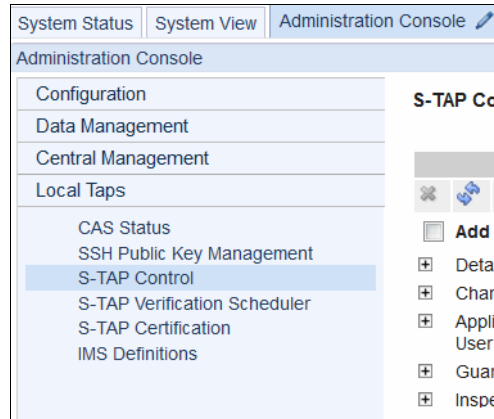 System Status
System View
Administration Console
Administration Console
Configuration
Data Management
Central Management
Local Taps
CAS Status
SSH Public Key Management
S-TAP Control
S-TAP Verification Scheduler
S-TAP Certification
IMS Definitions
S-TAP
Add
User